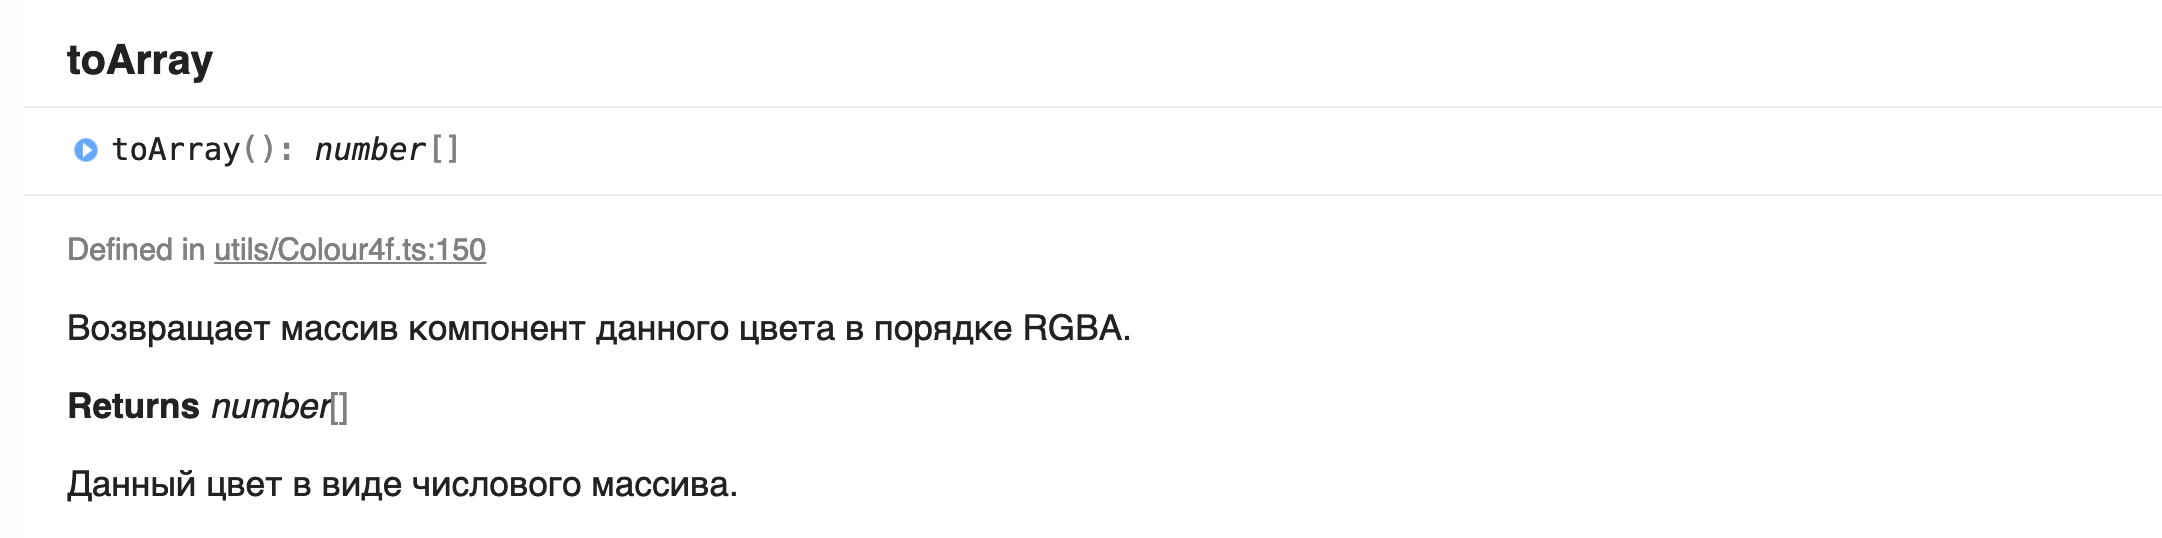 toArray
toArray(): number[]
Defined in utils/Colour4f.ts:150
Возвращает массив компонент данного цвета в порядке RGBA.
Returns number[]
Данный цвет в виде числового массива.